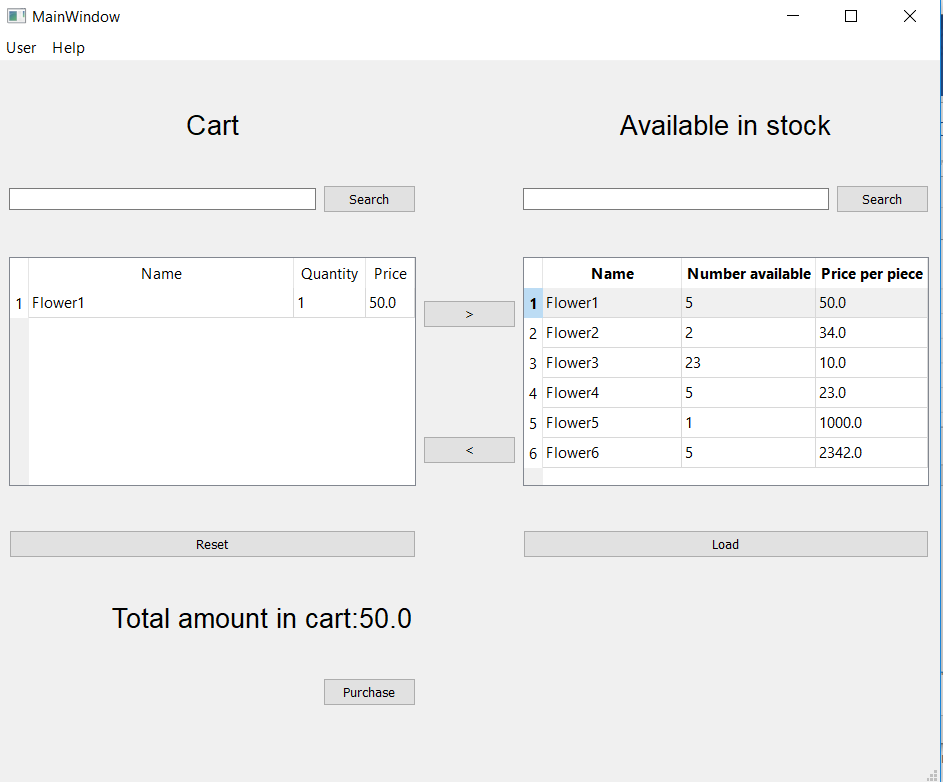 MainWindow
User Help
Cart
Available in stock
Search
Search
Name Quantity Price
1 Flower1 1 50.0
>
<
Name Number available Price per piece
1 Flower1 5 50.0
2 Flower2 2 34.0
3 Flower3 23 10.0
4 Flower4 5 23.0
5 Flower5 1 1000.0
6 Flower6 5 2342.0
Reset
Load
Total amount in cart:50.0
Purchase